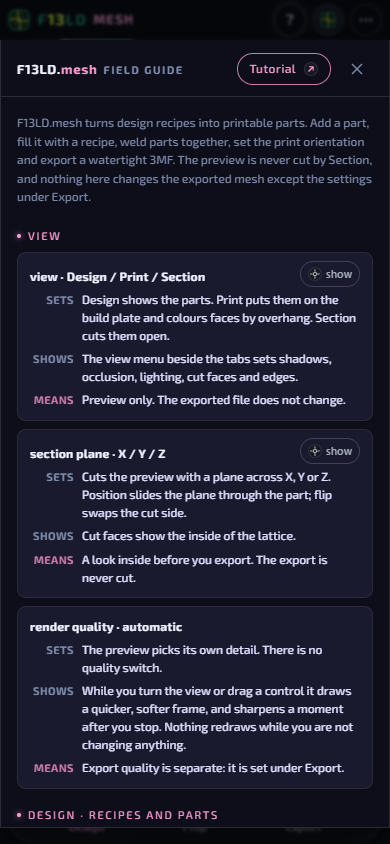 F13LD MESH
?
F13LD.mesh FIELD GUIDE
Tutorial
F13LD.mesh turns design recipes into printable parts. Add a part,
fill it with a recipe, weld parts together, set the print orientation
and export a watertight 3MF. The preview is never cut by Section,
and nothing here changes the exported mesh except the settings
under Export.
VIEW
view · Design / Print / Section
show
SETS Design shows the parts. Print puts them on the
build plate and colours faces by overhang. Section
cuts them open.
SHOWS The view menu beside the tabs sets shadows,
occlusion, lighting, cut faces and edges.
MEANS Preview only. The exported file does not change.
section plane · X / Y / Z
show
SETS Cuts the preview with a plane across X, Y or Z.
Position slides the plane through the part; flip
swaps the cut side.
SHOWS Cut faces show the inside of the lattice.
MEANS A look inside before you export. The export is
never cut.
render quality · automatic
SETS The preview picks its own detail. There is no
quality switch.
SHOWS While you turn the view or drag a control it draws
a quicker, softer frame, and sharpens a moment
after you stop. Nothing redraws while you are not
changing anything.
MEANS Export quality is separate: it is set under Export.
DESIGN · RECIPES AND PARTS